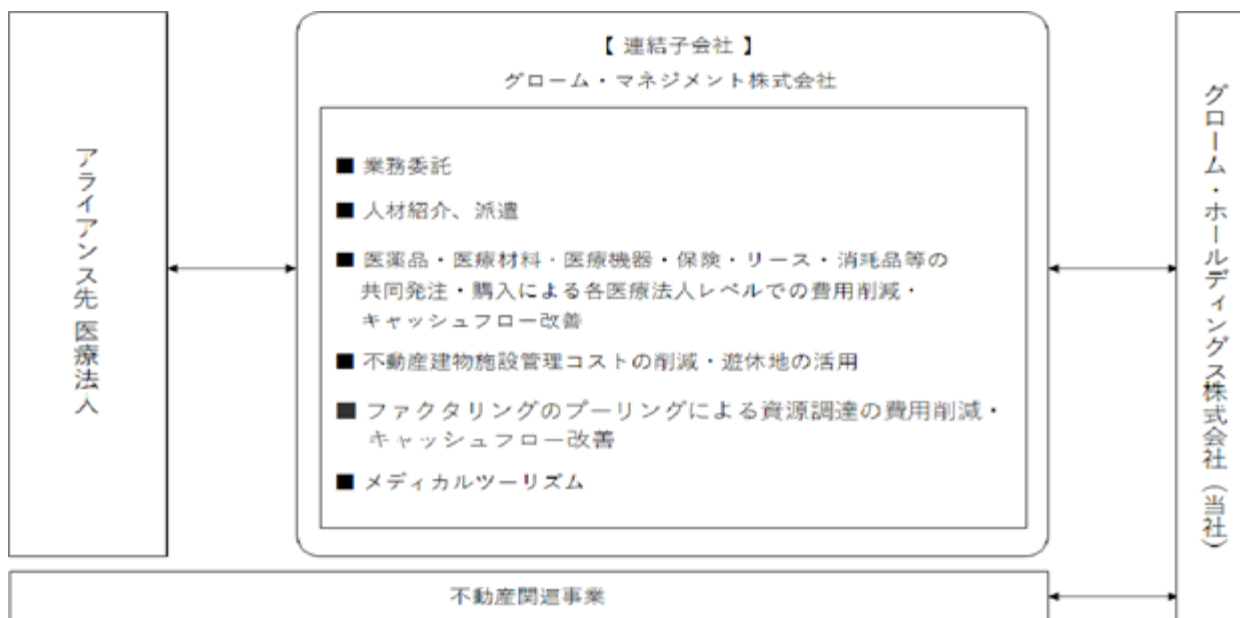 アライアンス先 医療法人
【 連結子会社 】
グローム・マネジメント株式会社
■ 業務委託
■ 人材紹介、派遣
■ 医薬品・医療材料・医療機器・保険・リース・消耗品等の
共同発注・購入による各医療法人レベルでの費用削減・
キャッシュフロー改善
■ 不動産建物施設管理コストの削減・遊休地の活用
■ ファクタリングのプーリングによる資源調達の費用削減・
キャッシュフロー改善
■ メディカルツーリズム
グローム・ホールディングス株式会社（当社）
不動産関連事業